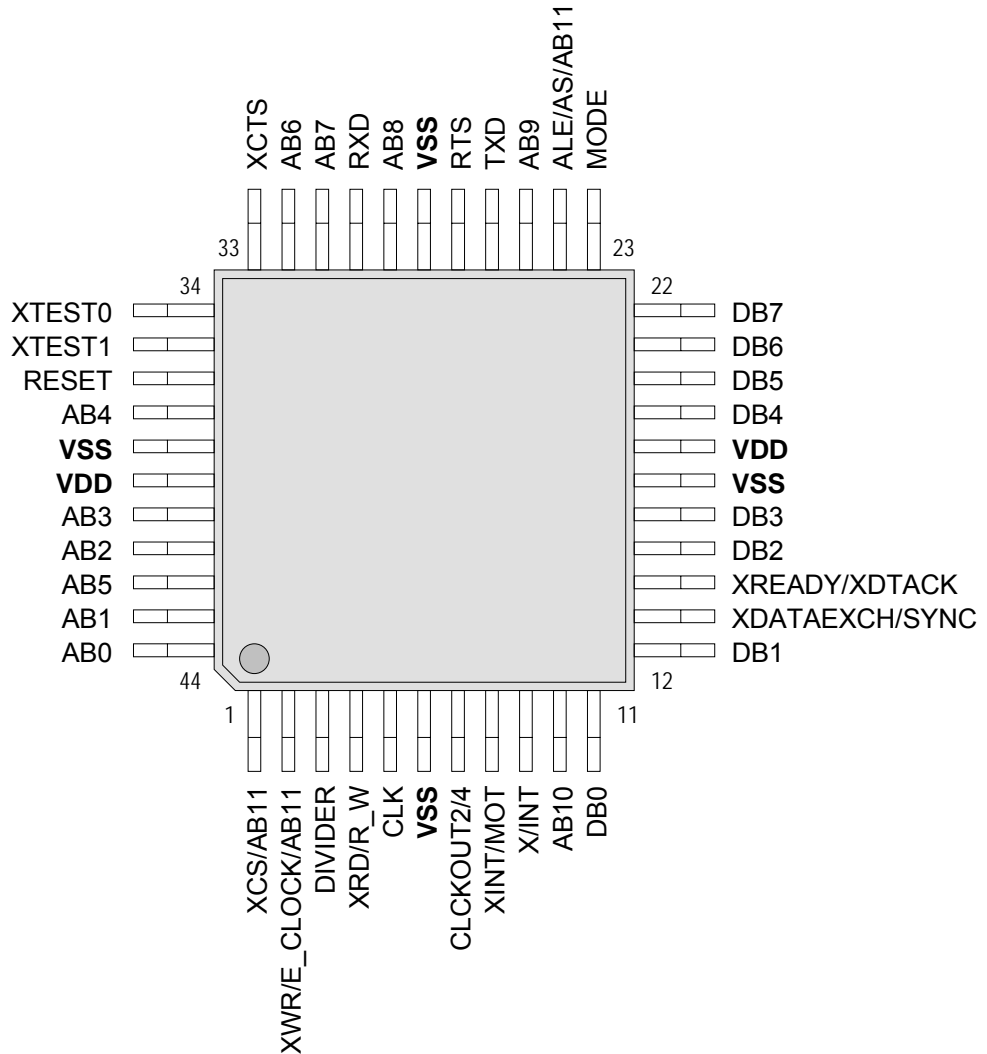 XCTS
AB6
AB7
RXD
AB8
VSS
RTS
TXD
AB9
ALE/AS/AB11
MODE
33
23
34
22
XTEST0
DB7
XTEST1
DB6
RESET
DB5
AB4
DB4
VSS
VDD
VDD
VSS
AB3
DB3
AB2
DB2
AB5
XREADY/XDTACK
AB1
XDATAEXCH/SYNC
AB0
DB1
44
12
1
11
XCS/AB11
XWR/E_CLOCK/AB11
DIVIDER
XRD/R_W
CLK
VSS
CLCKOUT2/4
XINT/MOT
X/INT
AB10
DB0